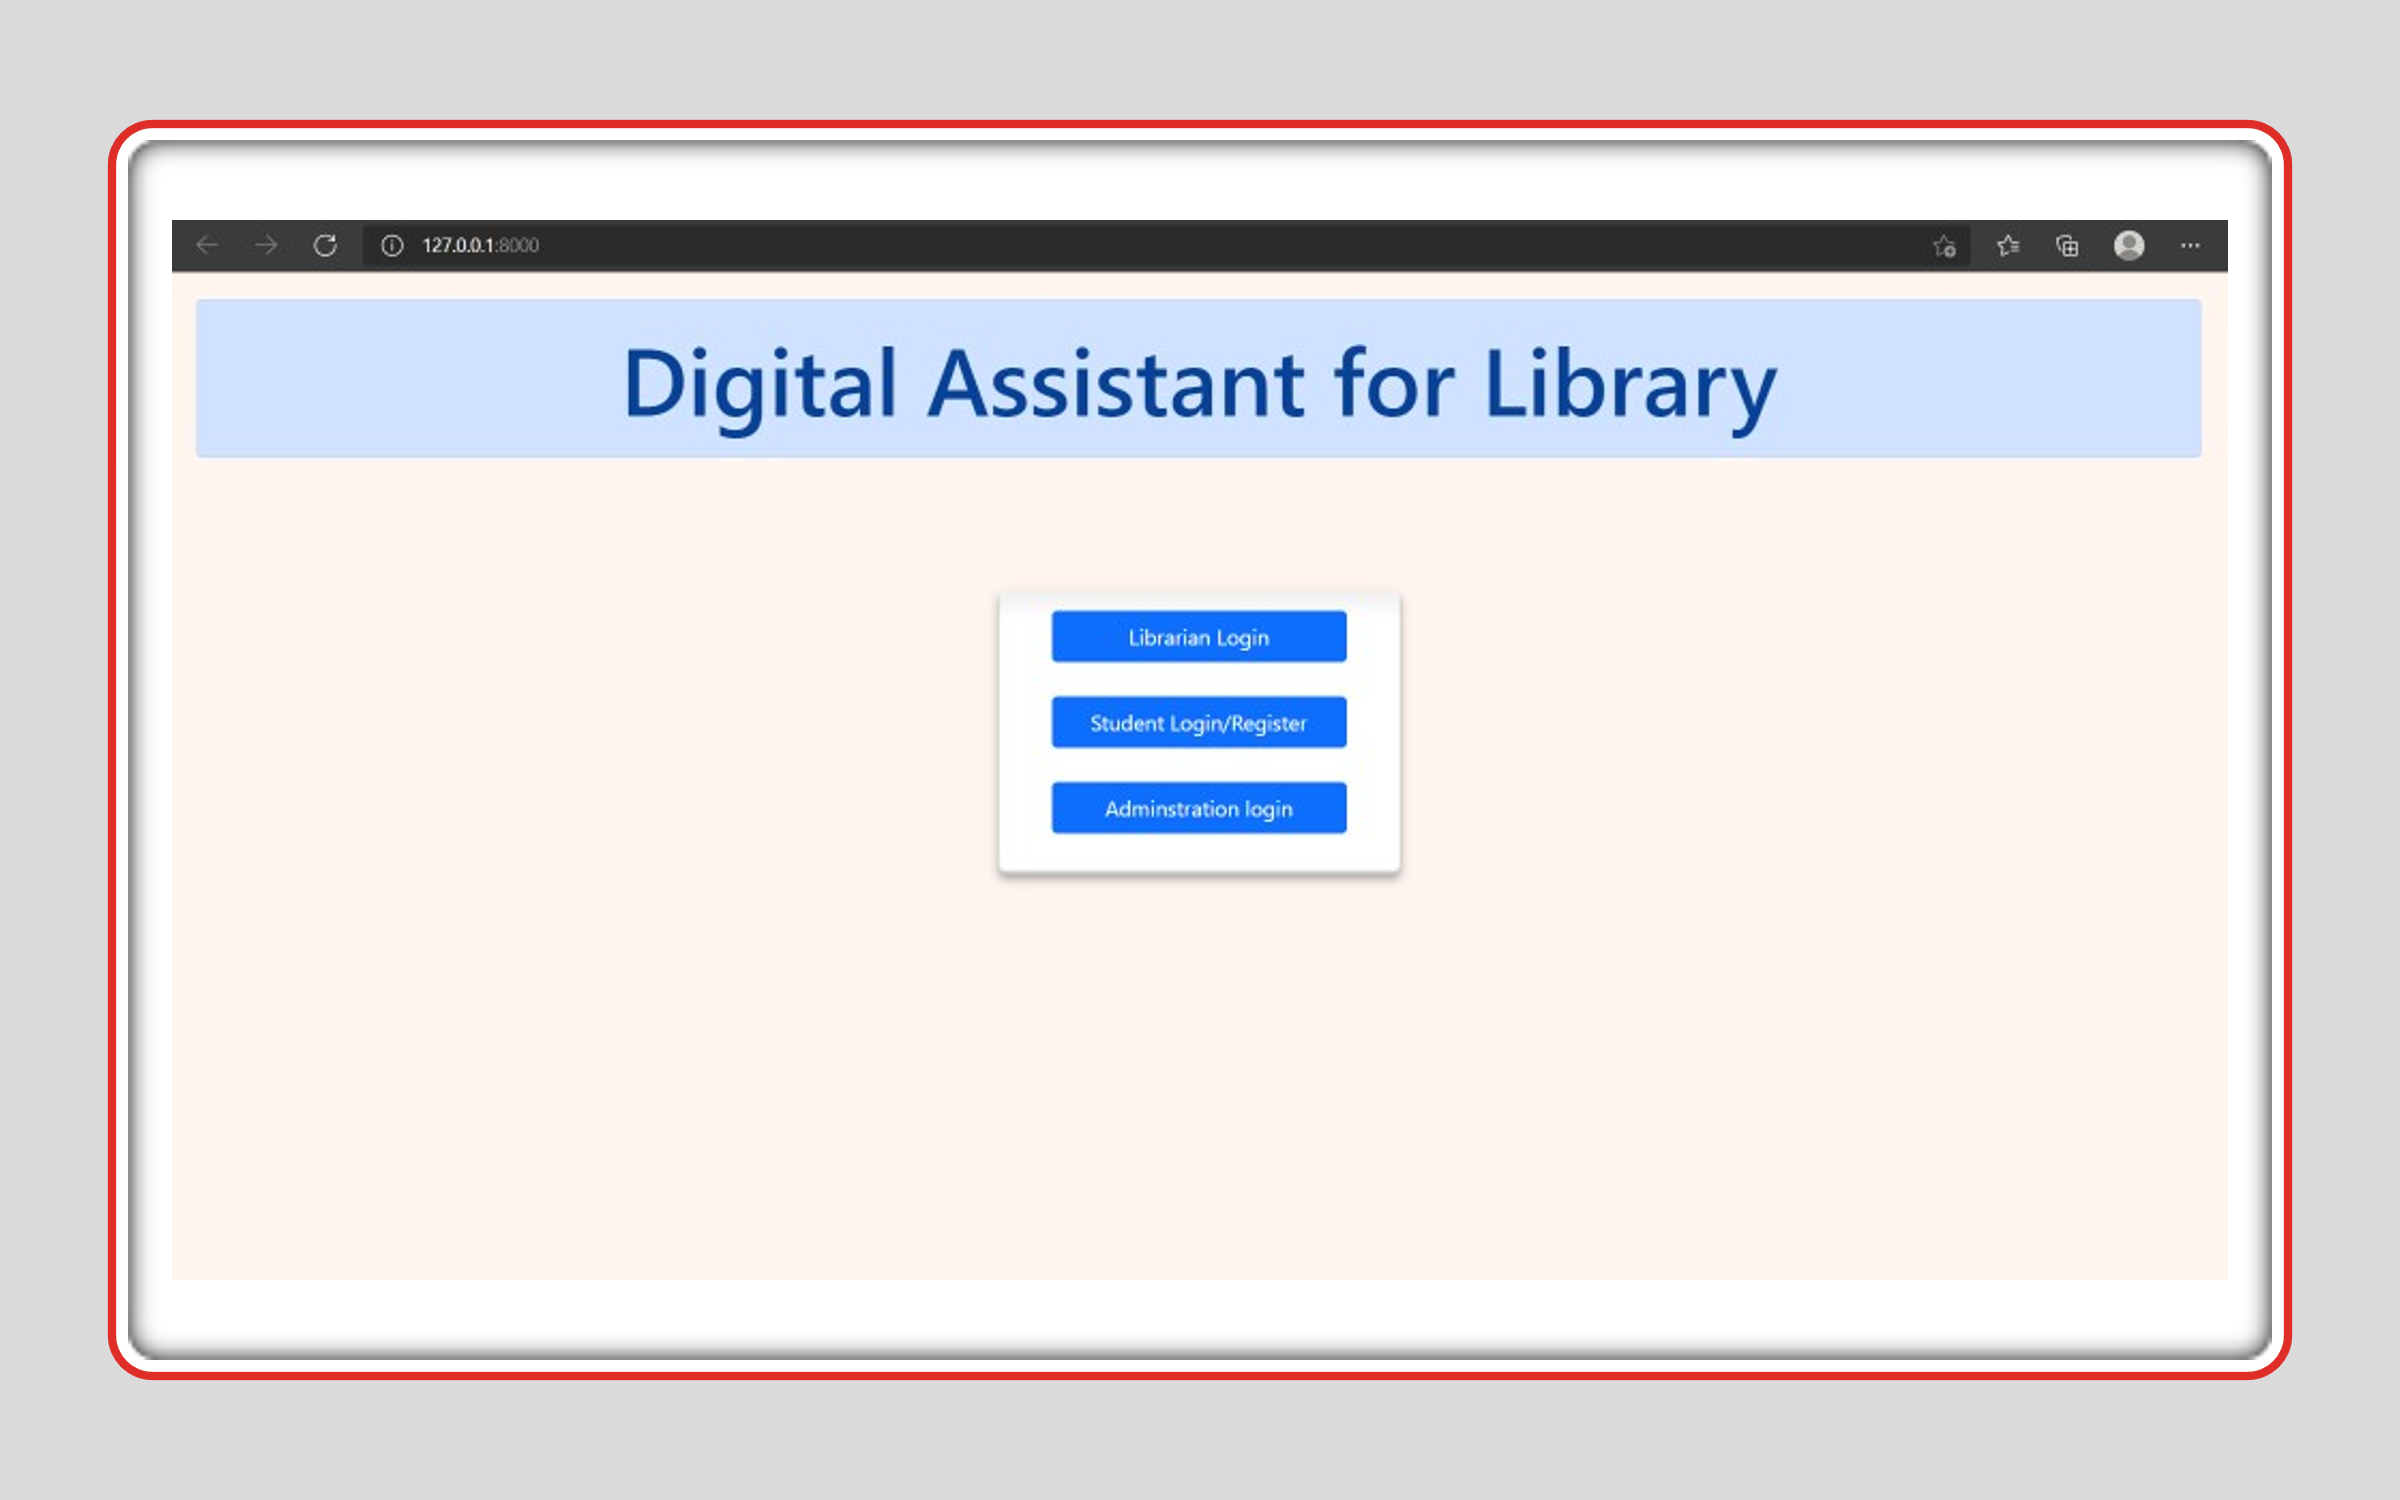 127.0.0.1:8000
Digital Assistant for Library
Librarian Login
Student Login/Register
Adminstration login